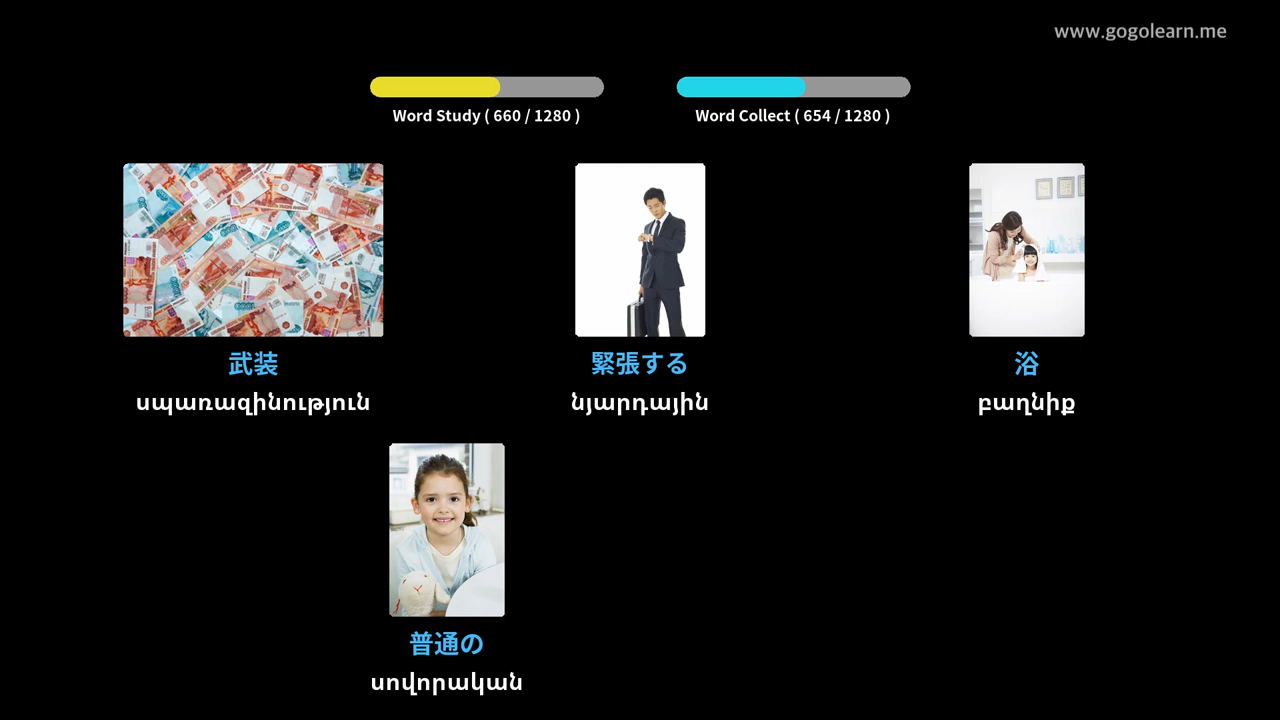 www.gogolearn.me
Word Study ( 660 / 1280 )
Word Collect ( 654 / 1280 )
武装
սպառազինություն
緊張する
նյարդային
浴
բաղնիք
普通の
սովորական